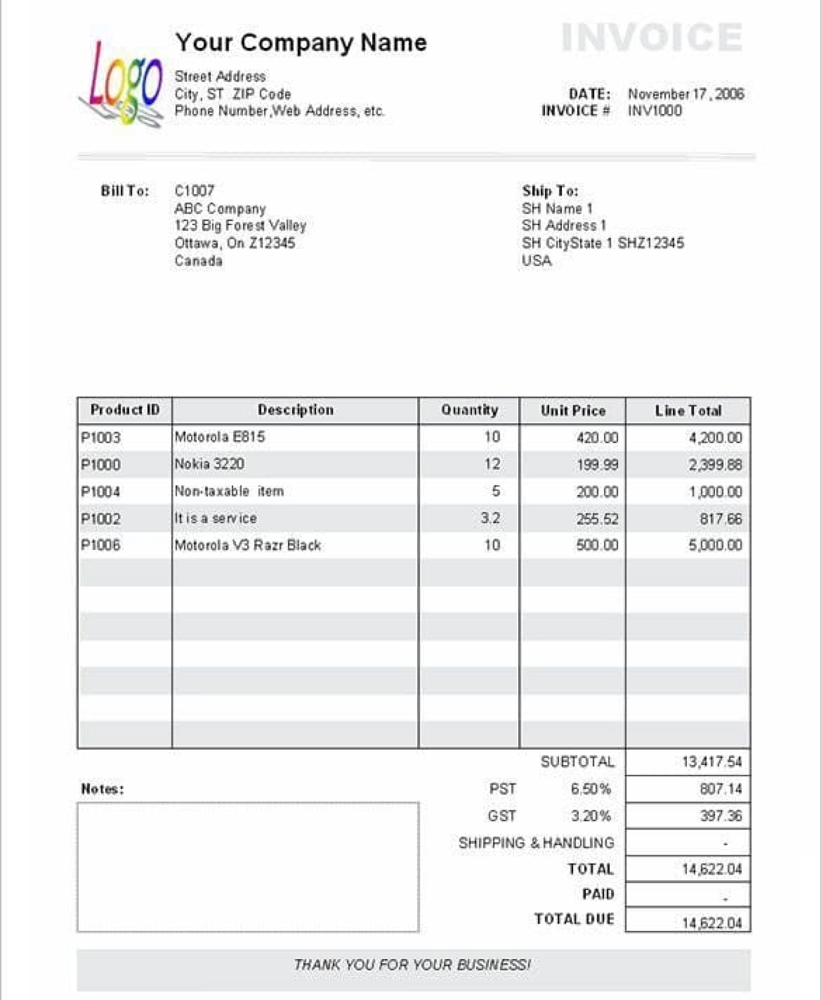 INVOICE
Logo
Your Company Name
Street Address
City, ST  ZIP Code
Phone Number,Web Address, etc.
DATE: November 17, 2006
INVOICE # INV1000
Bill To: C1007
ABC Company
123 Big Forest Valley
Ottawa, On Z12345
Canada
Ship To:
SH Name 1
SH Address 1
SH CityState 1 SHZ12345
USA
Product ID Description Quantity Unit Price Line Total
P1003 Motorola E815 10 420.00 4,200.00
P1000 Nokia 3220 12 199.99 2,399.88
P1004 Non-taxable item 5 200.00 1,000.00
P1002 It is a service 3.2 255.52 817.66
P1006 Motorola V3 Razr Black 10 500.00 5,000.00
SUBTOTAL 13,417.54
Notes:
PST 6.50% 807.14
GST 3.20% 397.36
SHIPPING & HANDLING -
TOTAL 14,622.04
PAID -
TOTAL DUE 14,622.04
THANK YOU FOR YOUR BUSINESS!